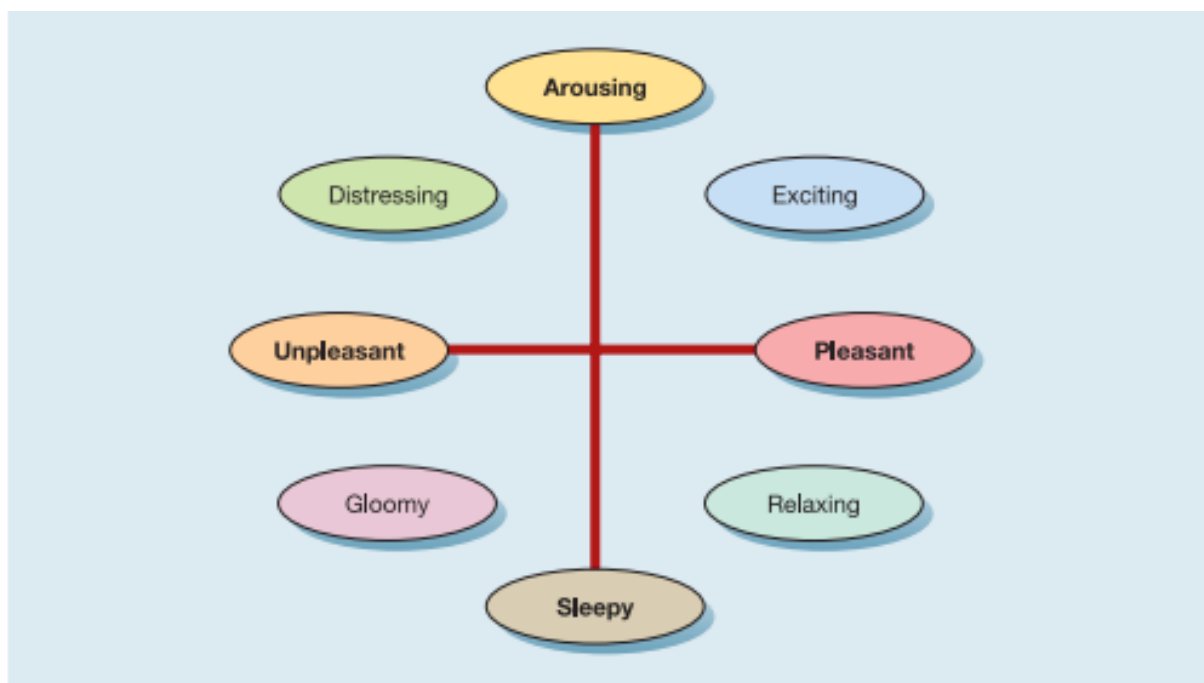 Arousing
Distressing
Exciting
Unpleasant
Pleasant
Gloomy
Relaxing
Sleepy